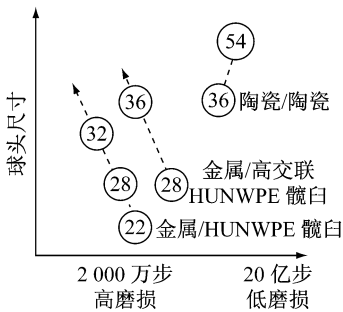 54
36
36 陶瓷/陶瓷
32
球头尺寸
金属/高交联
28
28 HUNWPE 髋臼
22 金属/HUNWPE 髋臼
2 000 万步 20 亿步
高磨损 低磨损